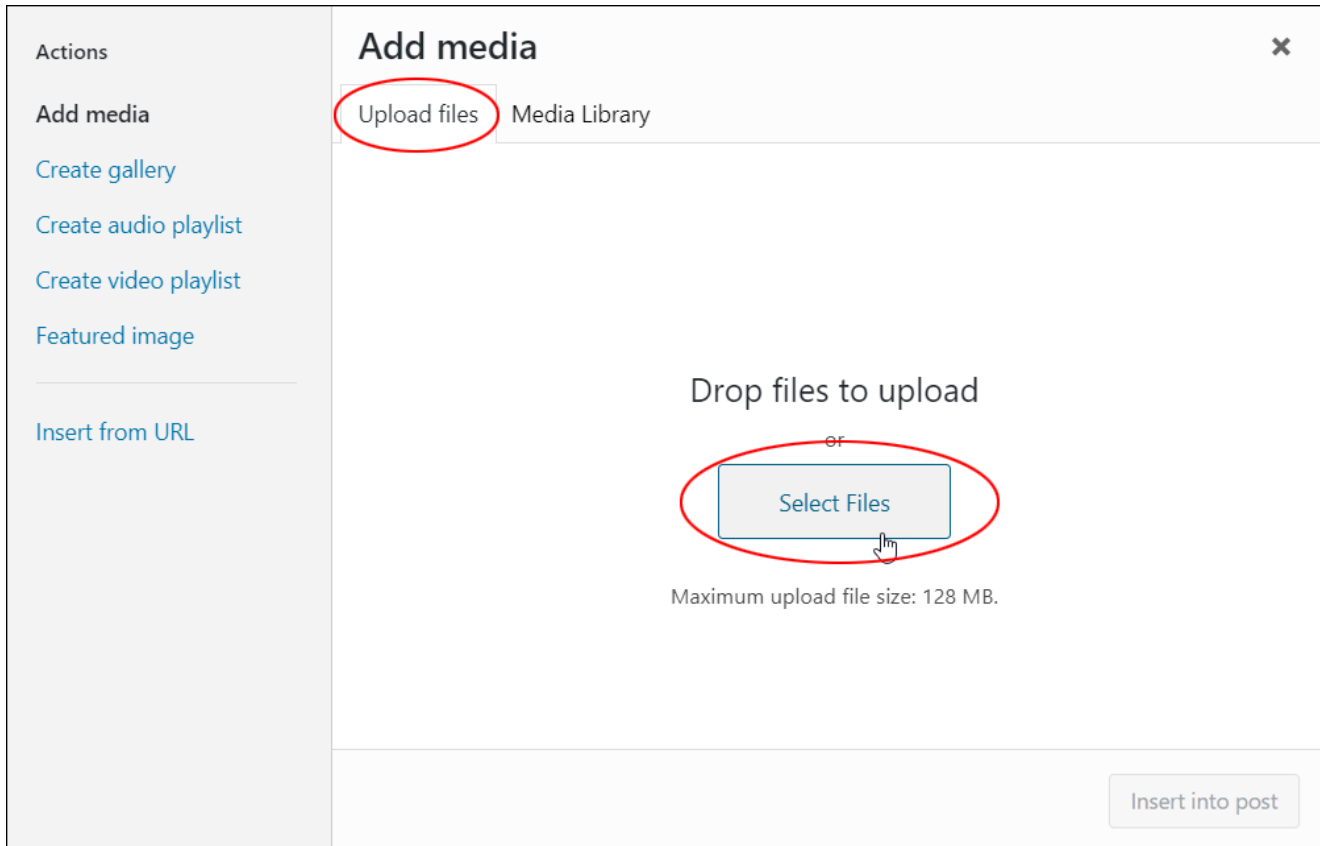 Actions
Add media
Create gallery
Create audio playlist
Create video playlist
Featured image
Insert from URL
Add media
Upload files
Media Library
Drop files to upload
or
Select Files
Maximum upload file size: 128 MB.
Insert into post